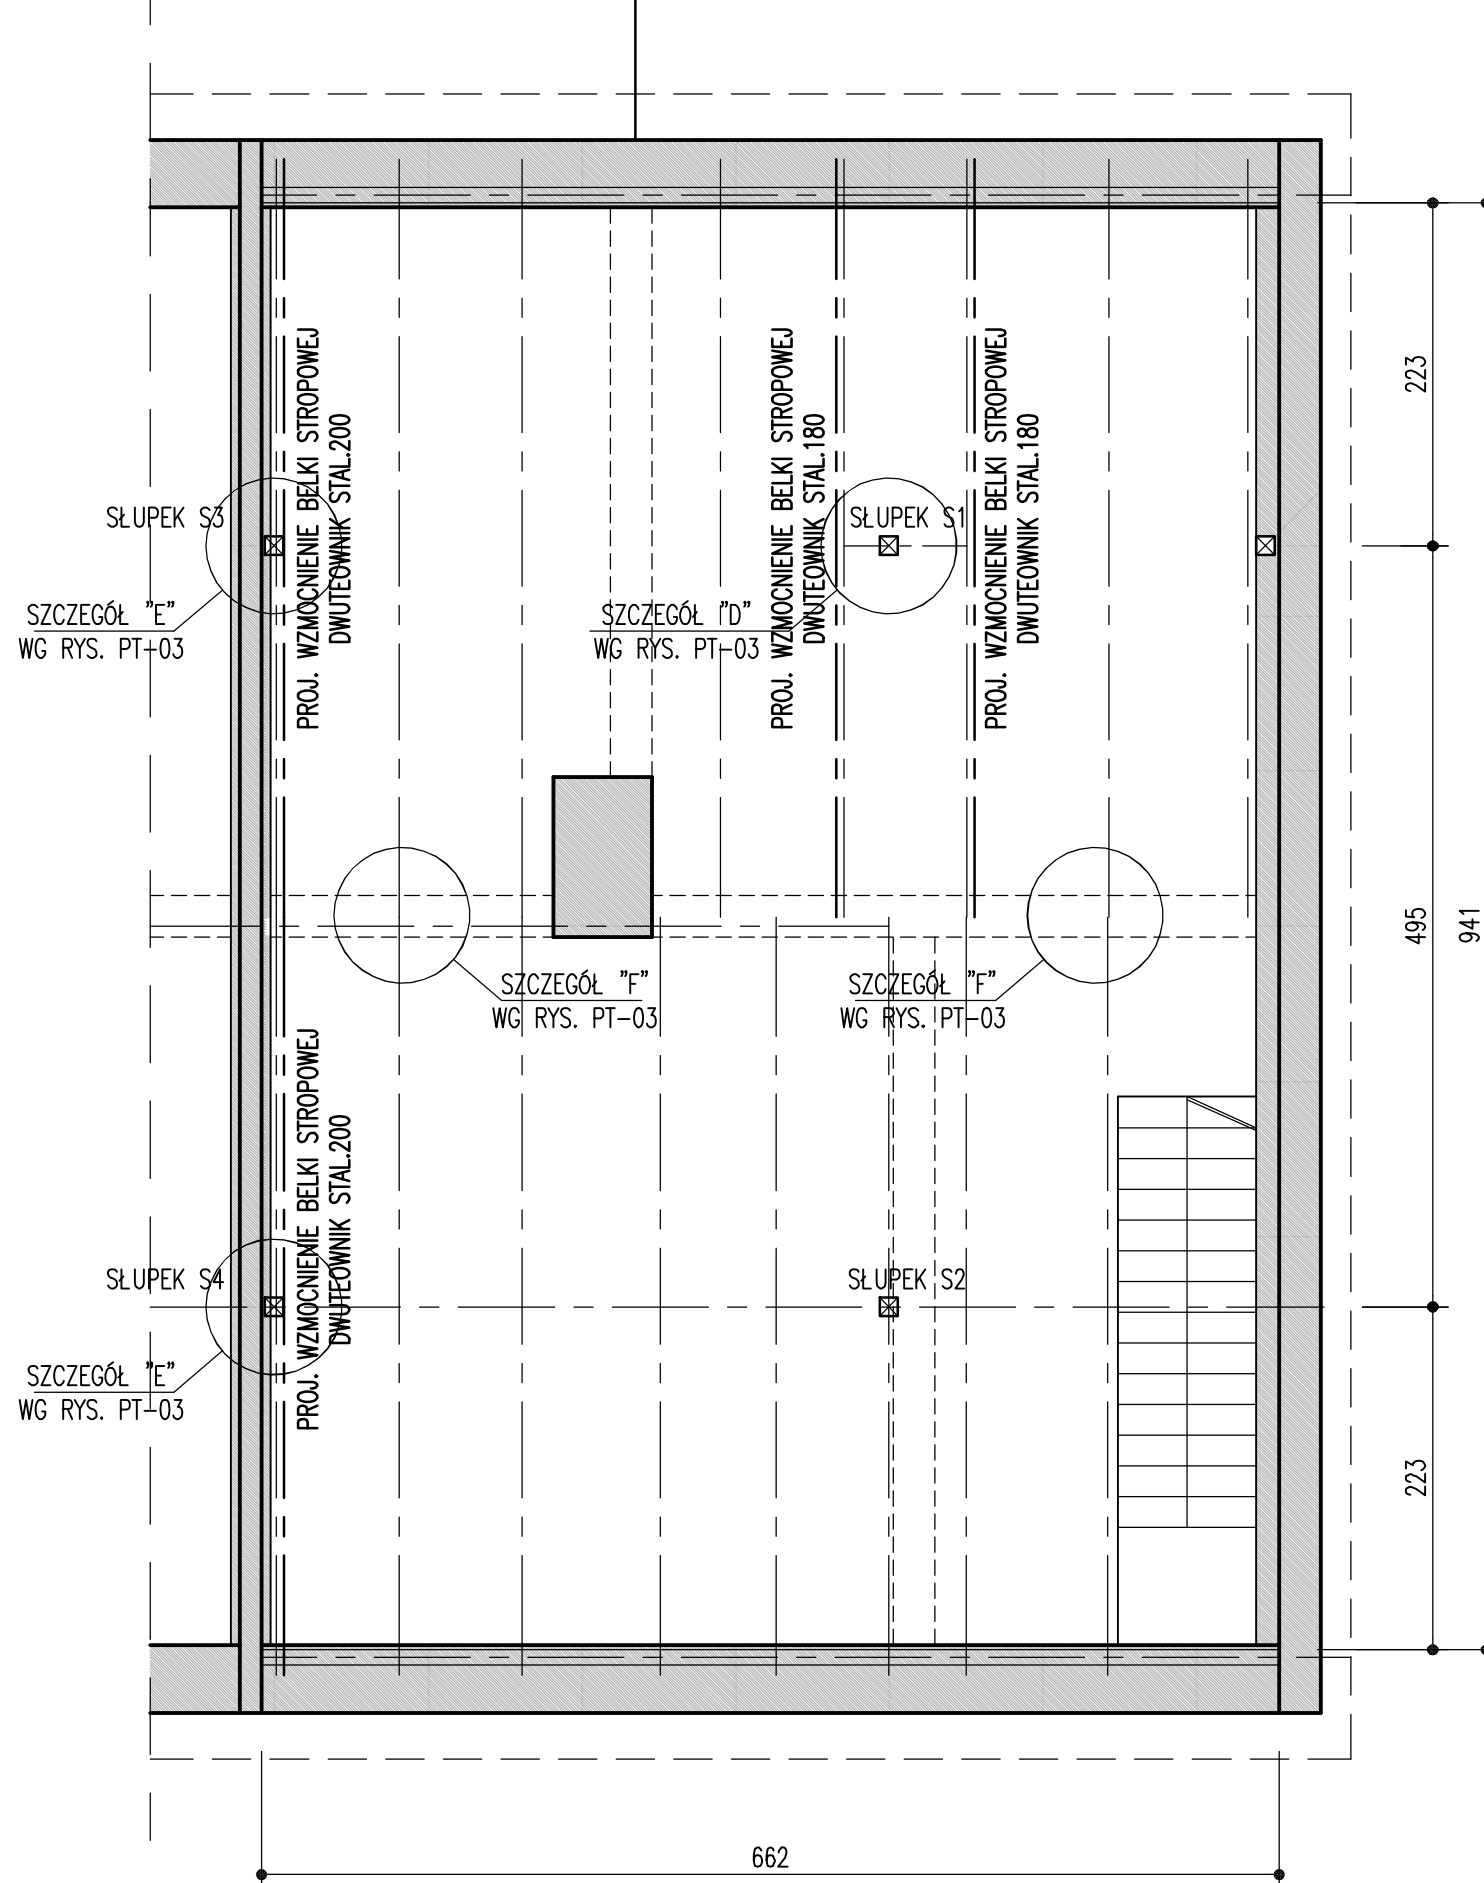 PROJ. WZMOCNIENIE BELKI STROPOWEJ
DWUTEOWNIK STAL.200
PROJ. WZMOCNIENIE BELKI STROPOWEJ
DWUTEOWNIK STAL.180
PROJ. WZMOCNIENIE BELKI STROPOWEJ
DWUTEOWNIK STAL.180
223
SŁUPEK S3
SŁUPEK S1
SZCZEGÓŁ "E"
WG RYS. PT-03
SZCZEGÓŁ "D"
WG RYS. PT-03
495
941
SZCZEGÓŁ "F"
WG RYS. PT-03
SZCZEGÓŁ "F"
WG RYS. PT-03
PROJ. WZMOCNIENIE BELKI STROPOWEJ
DWUTEOWNIK STAL.200
SŁUPEK S4
SŁUPEK S2
SZCZEGÓŁ "E"
WG RYS. PT-03
223
662